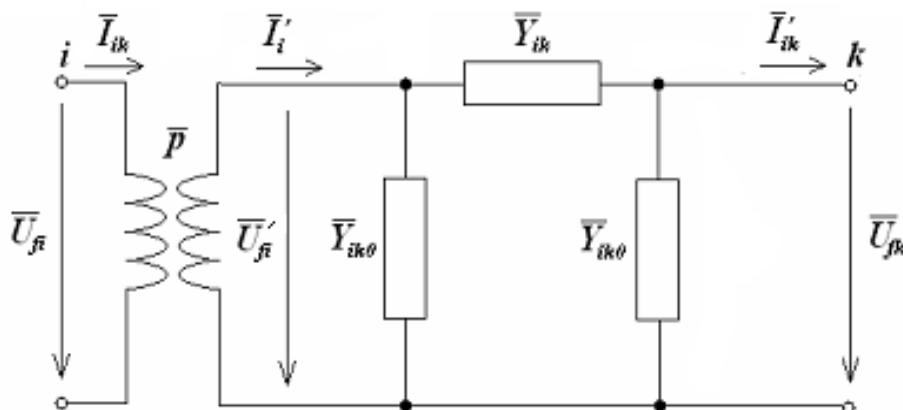 I̅ik I̅i′ Y̅ik I̅ik′
i k
p̅
U̅fi U̅fi′ Y̅ik0 Y̅ik0 U̅fk